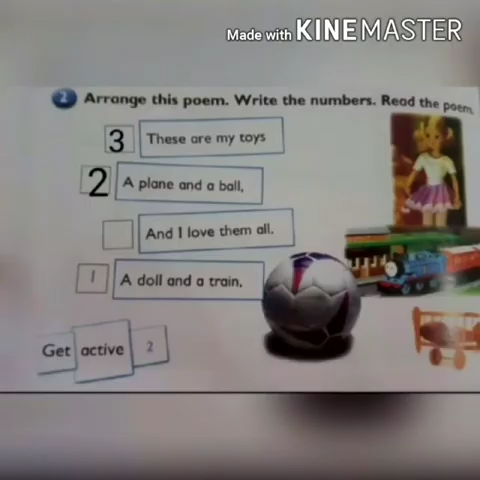 Made with KINEMASTER
2 Arrange this poem. Write the numbers. Read the poem.
3 These are my toys
2 A plane and a ball,
And I love them all.
1 A doll and a train,
Get active 2